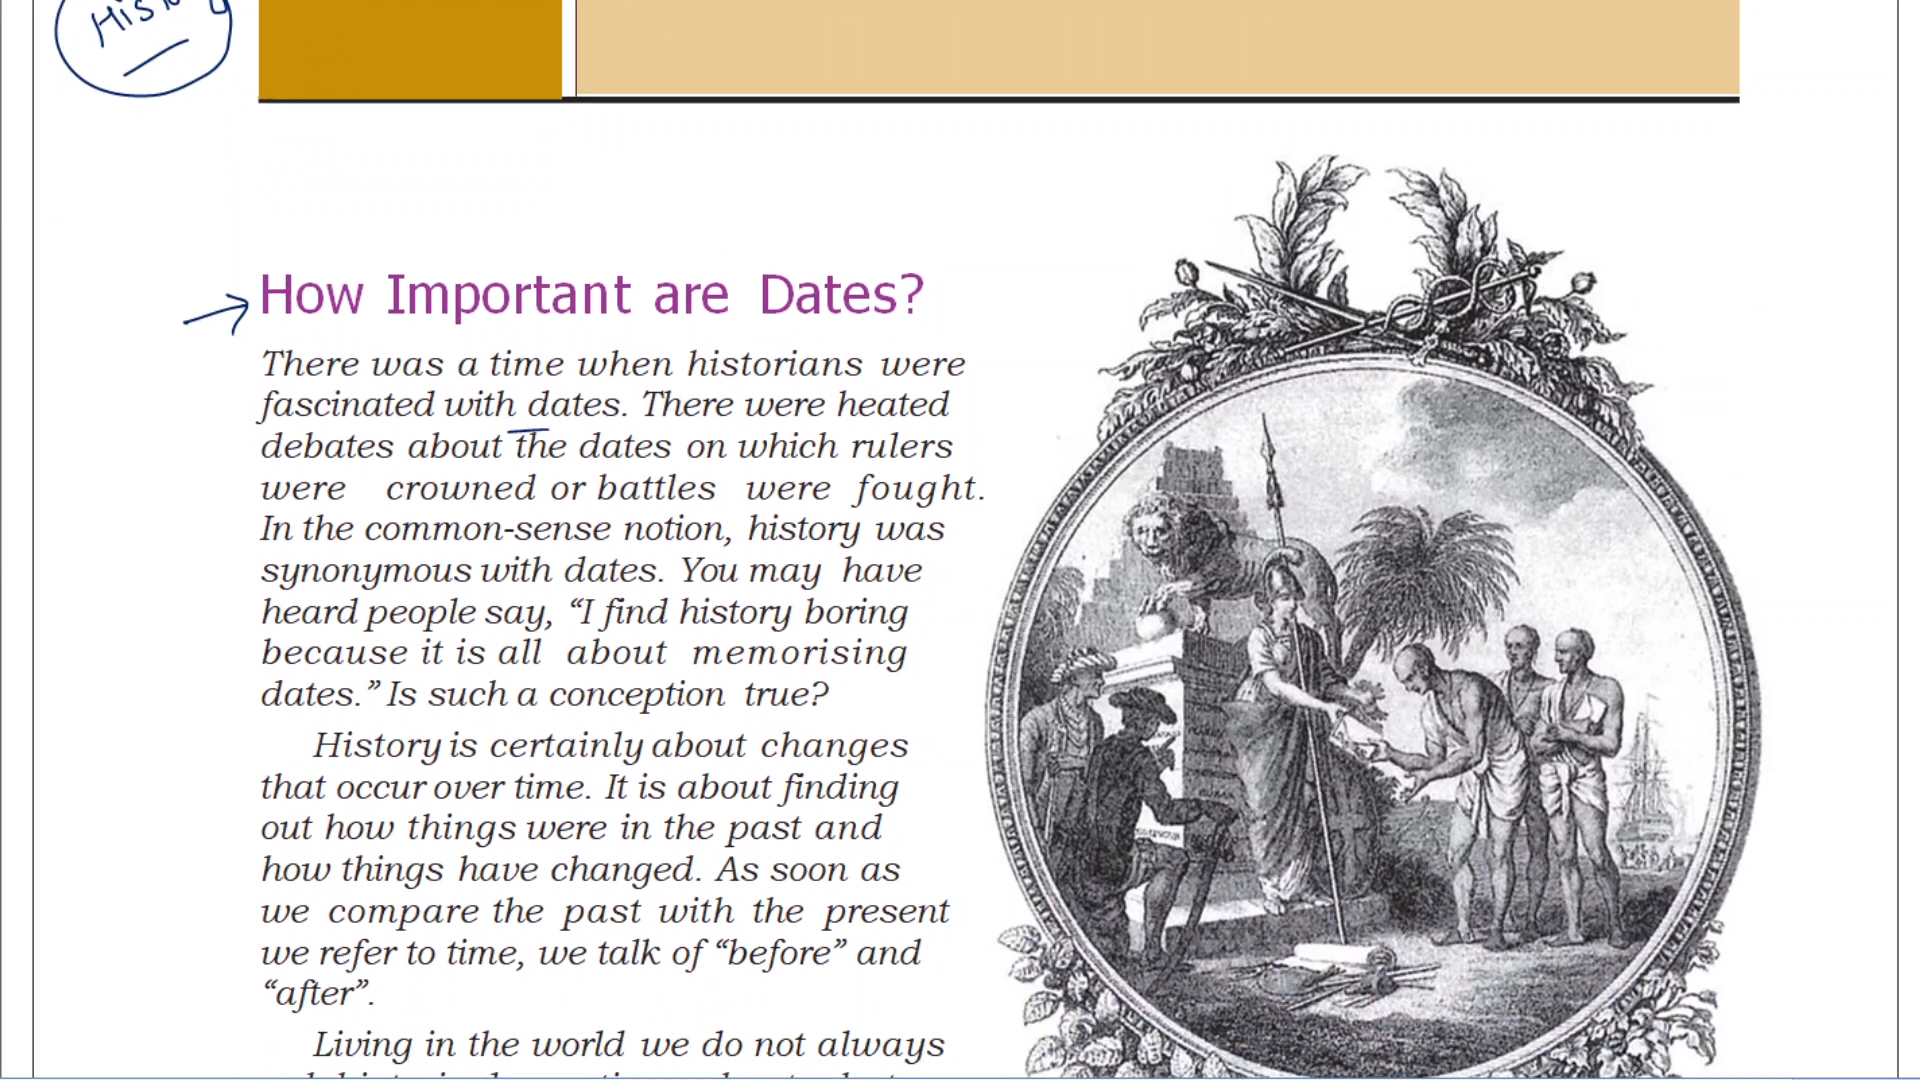 How Important are Dates?
There was a time when historians were
fascinated with dates. There were heated
debates about the dates on which rulers
were crowned or battles were fought.
In the common-sense notion, history was
synonymous with dates. You may have
heard people say, “I find history boring
because it is all about memorising
dates.” Is such a conception true?
History is certainly about changes
that occur over time. It is about finding
out how things were in the past and
how things have changed. As soon as
we compare the past with the present
we refer to time, we talk of “before” and
“after”.
Living in the world we do not always